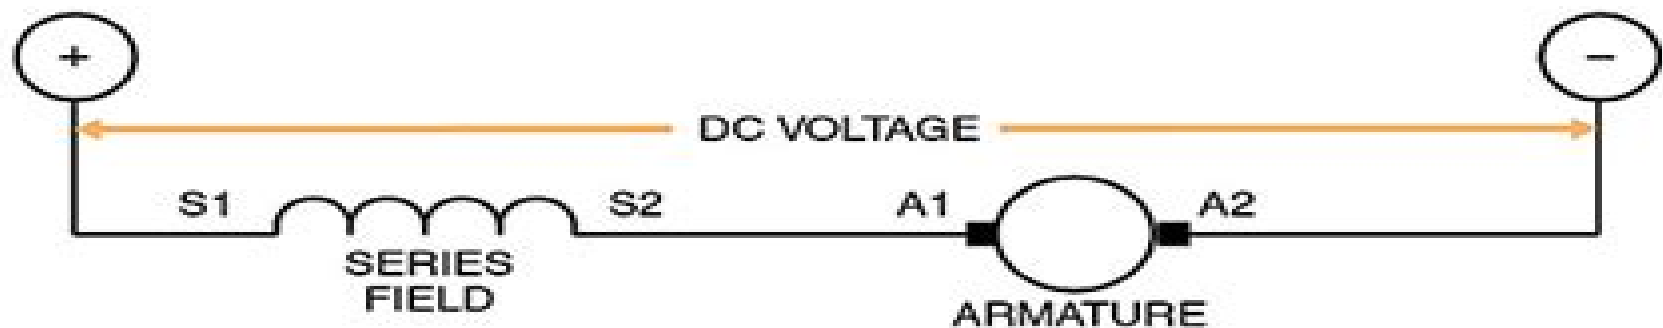 +
−
DC VOLTAGE
S1
S2
A1
A2
SERIES
FIELD
ARMATURE